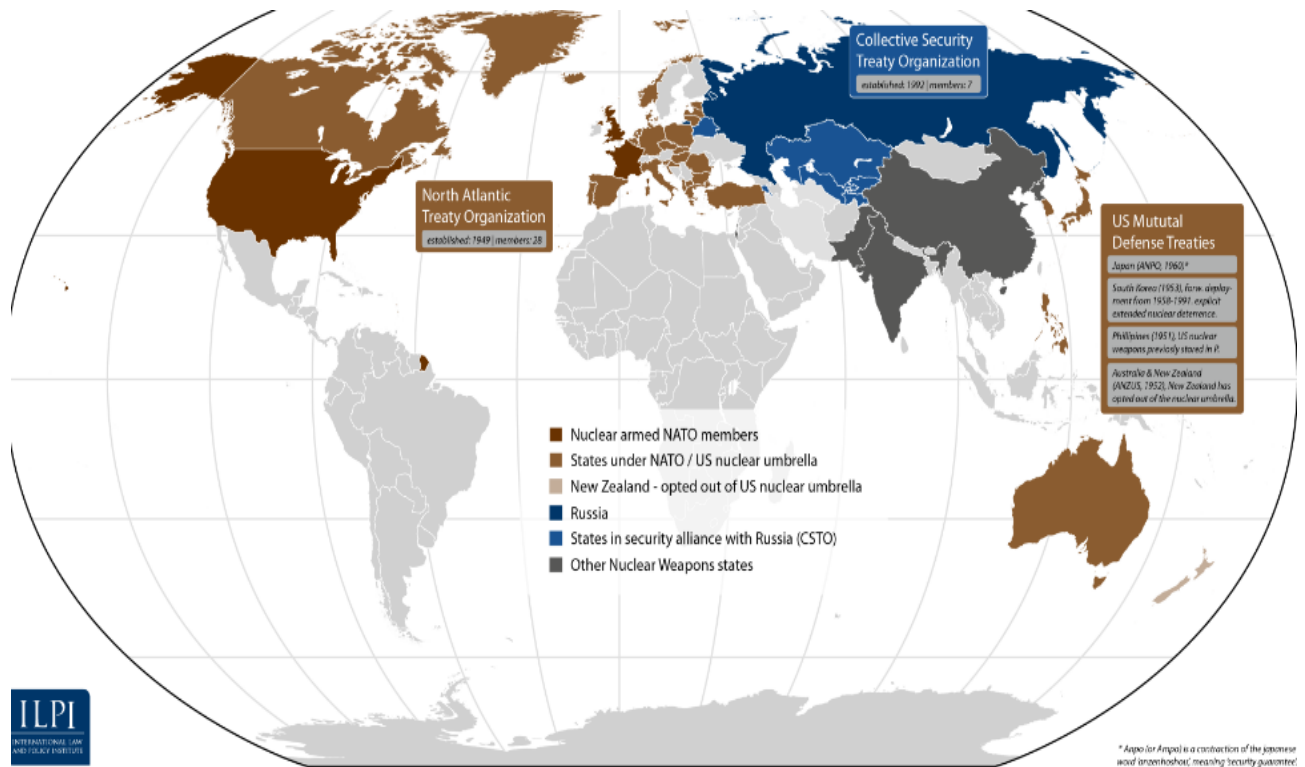 Collective Security
Treaty Organization
established: 1992 | members: 7
North Atlantic
Treaty Organization
established: 1949 | members: 28
US Mututal
Defense Treaties
Japan (ANPO, 1960)*
South Korea (1953), forw. deploy-
ment from 1958-1991. explicit
extended nuclear deterrence.
Phillipines (1951), US nuclear
weapons previosly stored in P.
Australia & New Zealand
(ANZUS, 1952), New Zealand has
opted out of the nuclear umbrella.
Nuclear armed NATO members
States under NATO / US nuclear umbrella
New Zealand - opted out of US nuclear umbrella
Russia
States in security alliance with Russia (CSTO)
Other Nuclear Weapons states
ILPI
INTERNATIONAL LAW
AND POLICY INSTITUTE
* Anpo (or Ampo) is a contraction of the japanese
word 'anzenhoshou', meaning 'security guarantee'